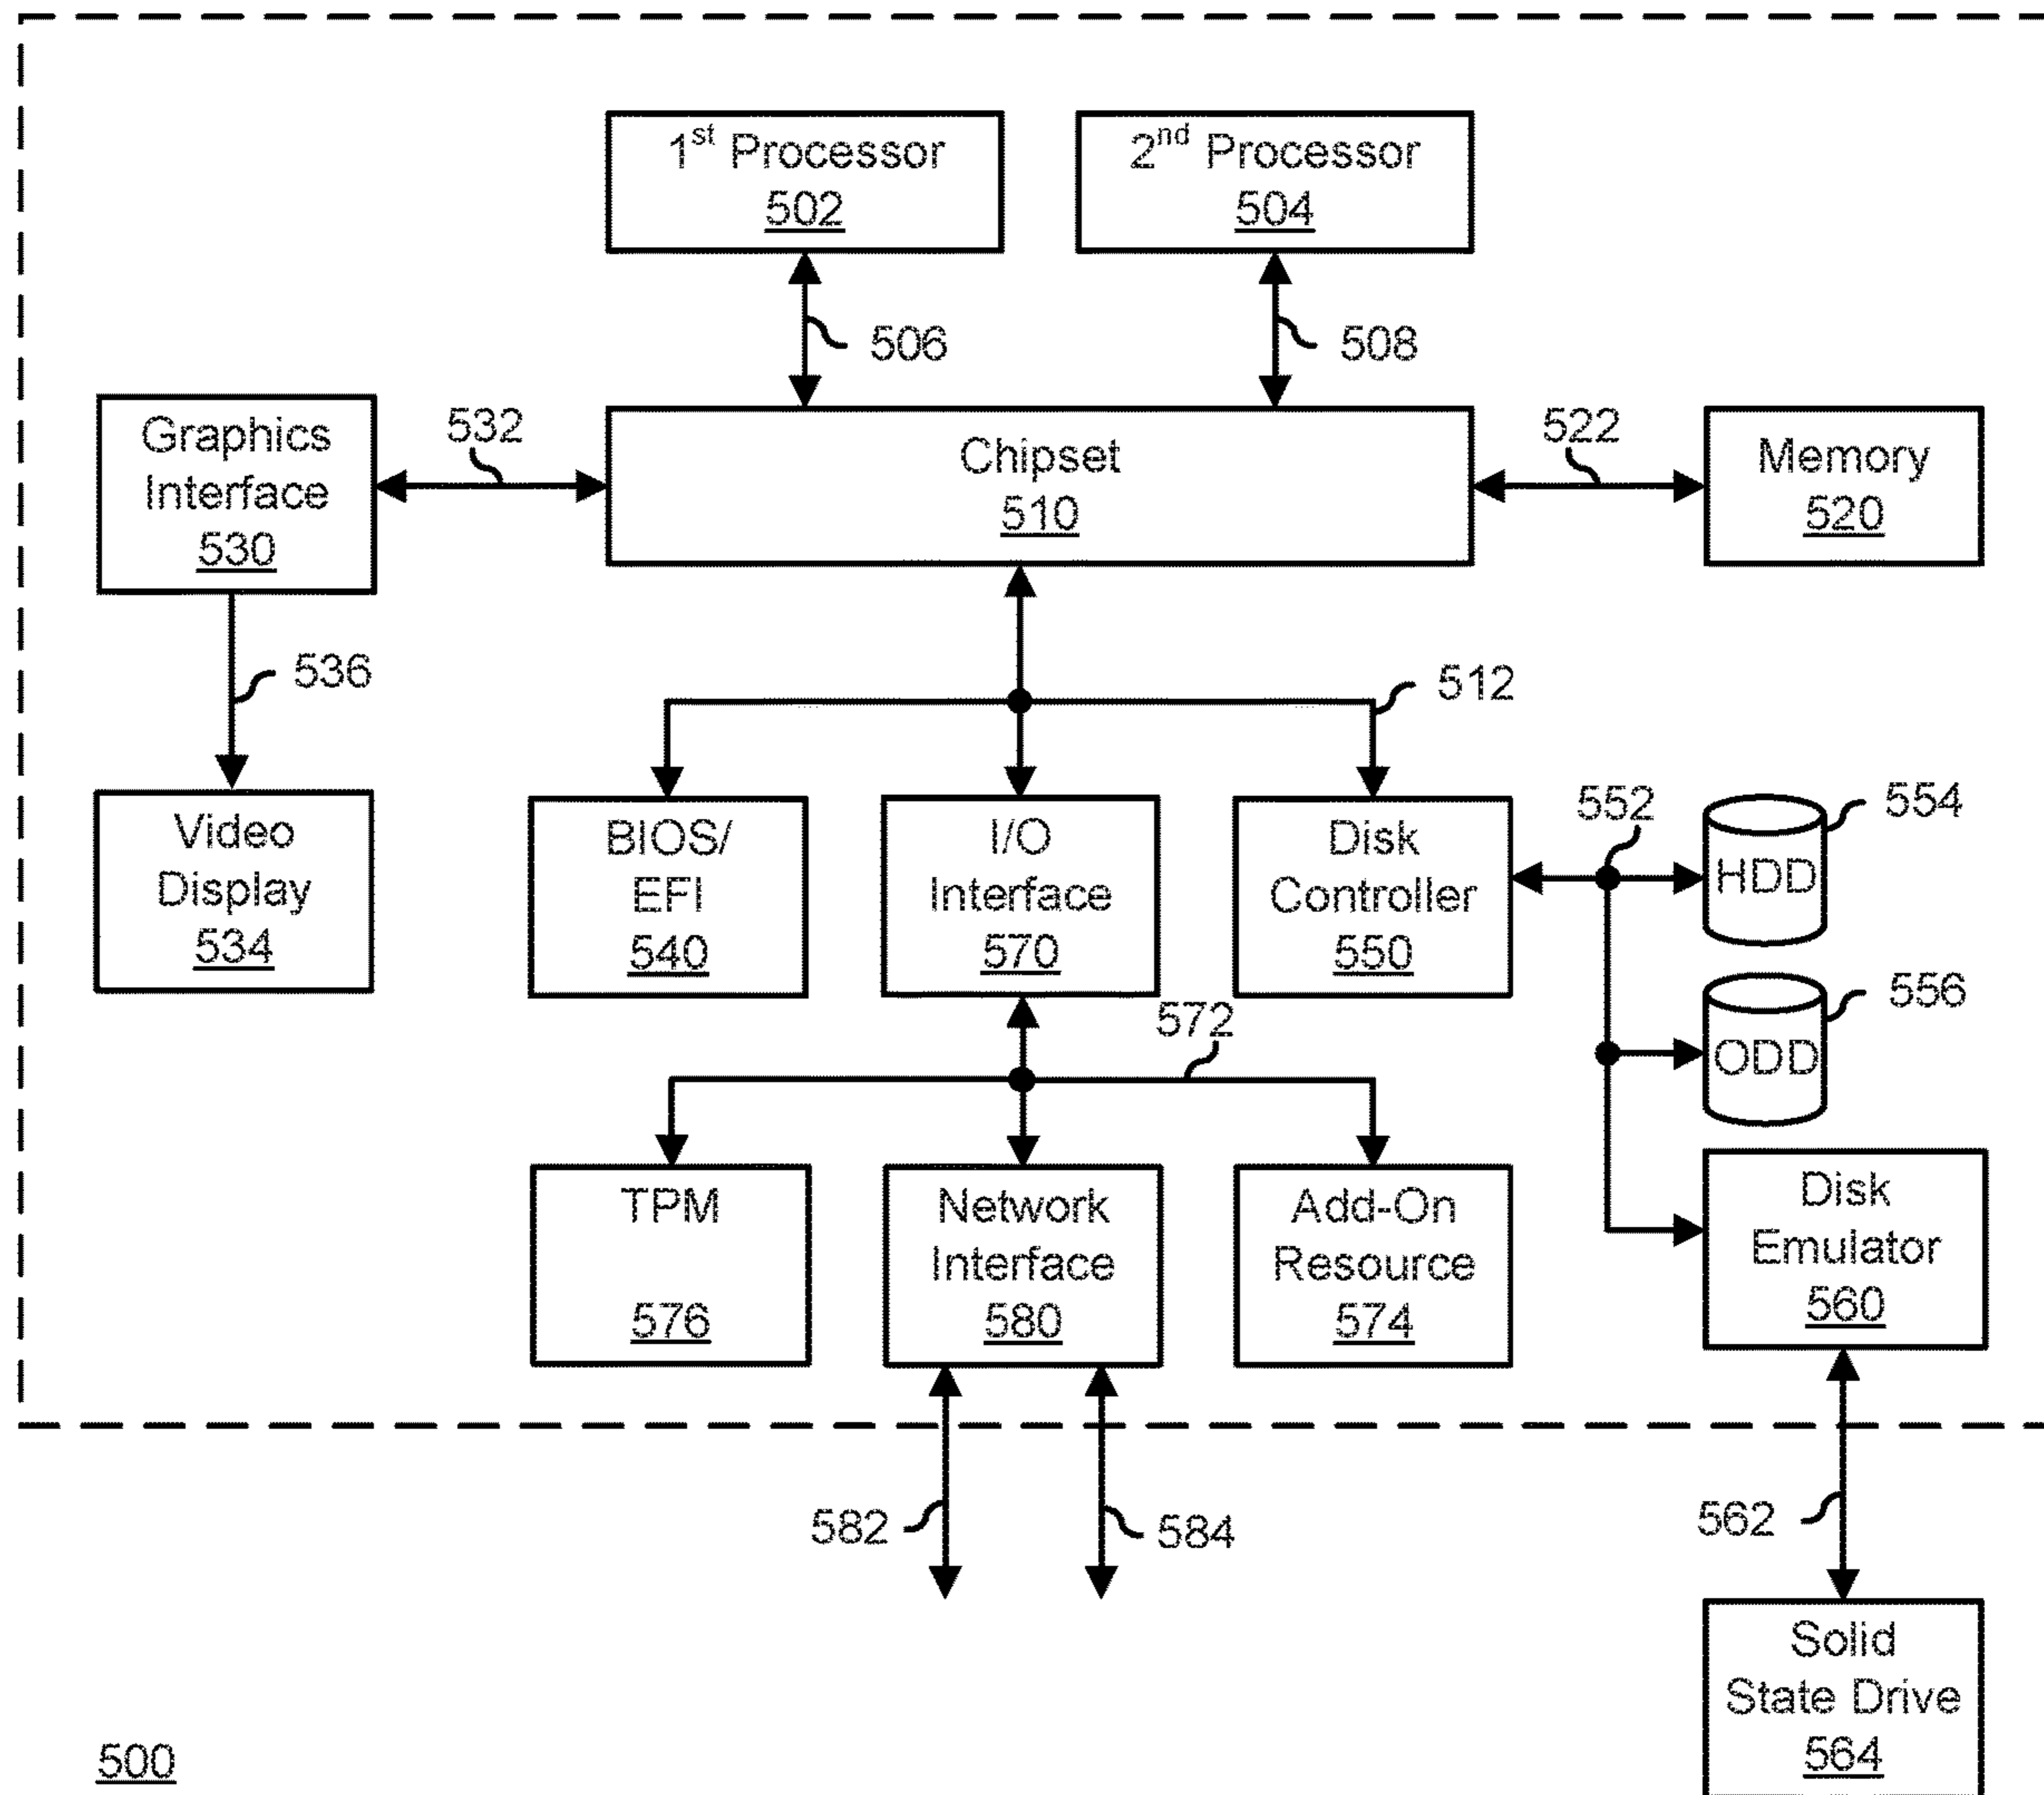 1st Processor
502
2nd Processor
504
506
508
Graphics
Interface
530
532
Chipset
510
522
Memory
520
536
512
Video
Display
534
BIOS/
EFI
540
I/O
Interface
570
Disk
Controller
550
552
554
HDD
556
ODD
572
TPM
576
Network
Interface
580
Add-On
Resource
574
Disk
Emulator
560
582
584
562
Solid
State Drive
564
500